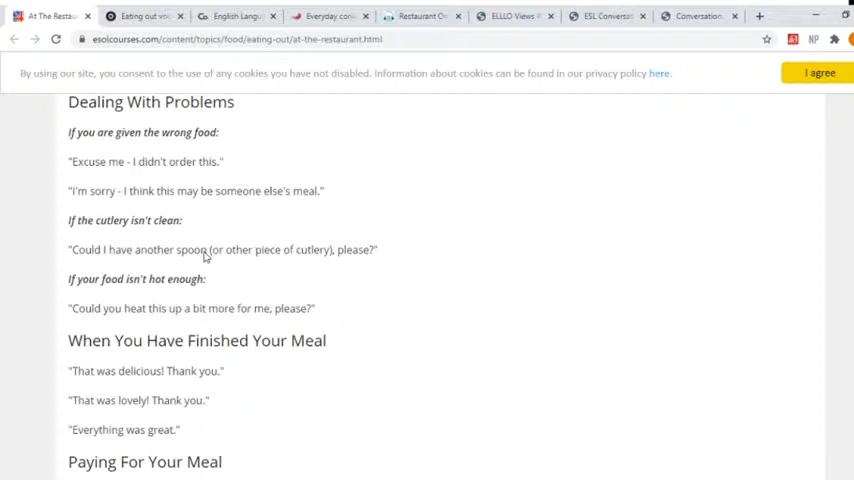 At The Restau
Eating out voc
English Langu
Everyday con
Restaurant O
ELLLO Views
ESL Conversat
Conversation
esolcourses.com/content/topics/food/eating-out/at-the-restaurant.html
NP
By using our site, you consent to the use of any cookies you have not disabled. Information about cookies can be found in our privacy policy here.
I agree
Dealing With Problems
If you are given the wrong food:
"Excuse me - I didn't order this."
"I'm sorry - I think this may be someone else's meal."
If the cutlery isn't clean:
"Could I have another spoon (or other piece of cutlery), please?"
If your food isn't hot enough:
"Could you heat this up a bit more for me, please?"
When You Have Finished Your Meal
"That was delicious! Thank you."
"That was lovely! Thank you."
"Everything was great."
Paying For Your Meal